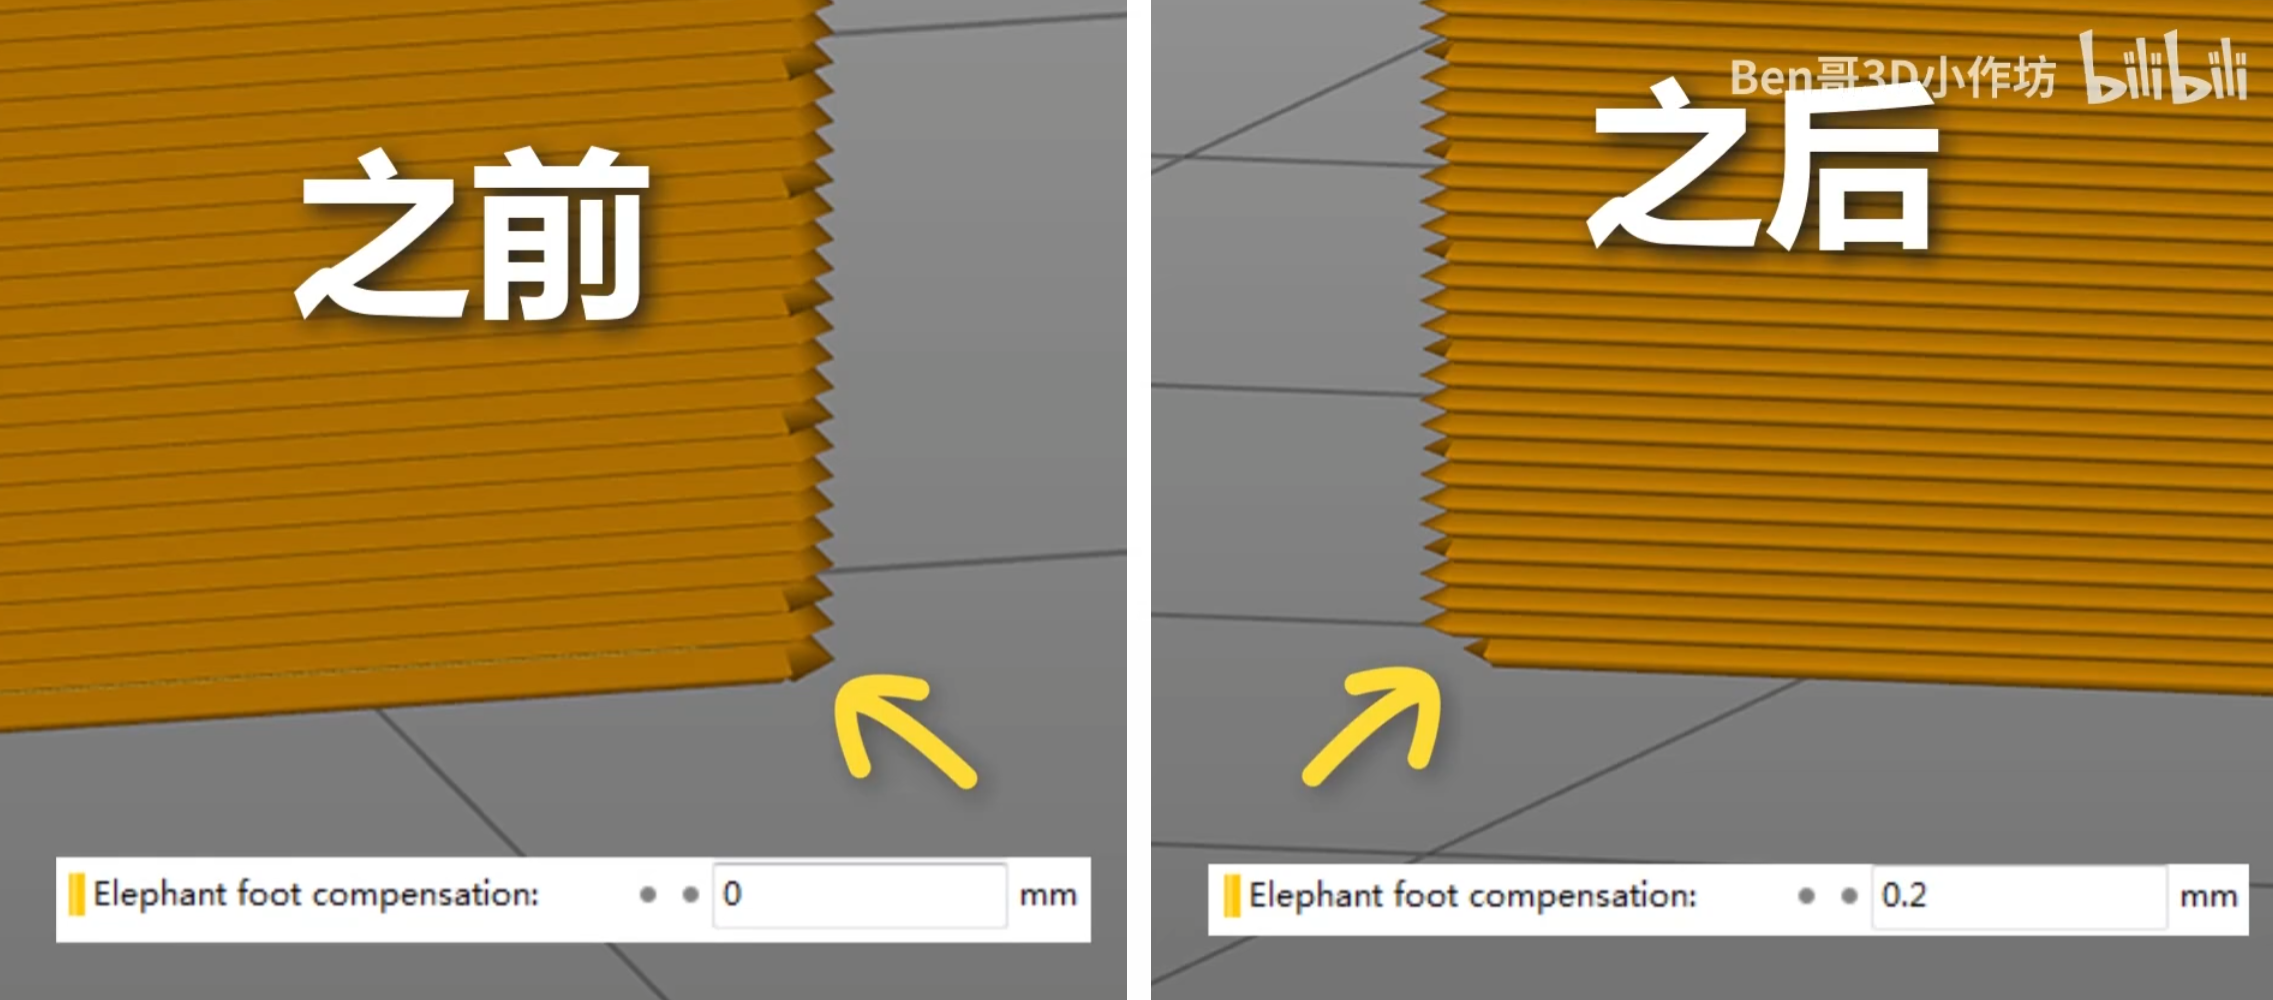 Ben哥3D小作坊 bilibili
之前
之后
Elephant foot compensation: 0 mm
Elephant foot compensation: 0.2 mm